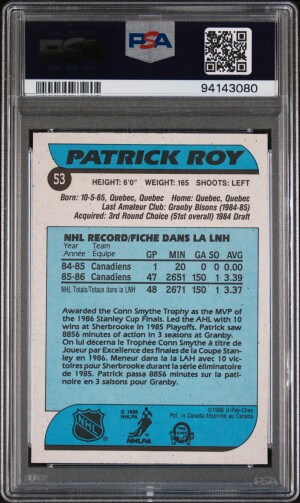 PSA
PSA
94143080
PATRICK ROY
53
HEIGHT: 6'0" WEIGHT: 165 SHOOTS: LEFT
Born: 10-5-65, Quebec, Quebec Home: Quebec, Quebec
Last Amateur Club: Granby Bisons (1984-85)
Acquired: 3rd Round Choice (51st overall) 1984 Draft
NHL RECORD/FICHE DANS LA LNH
Year Team
Année Équipe GP MIN GA SO AVE
84-85 Canadiens 1 20 0 0 0.00
85-86 Canadiens 47 2651 150 1 3.39
NHL Totals/Totaux dans la LNH 48 2671 150 1 3.37
Awarded the Conn Smythe Trophy as the MVP of
the 1986 Stanley Cup Finals. Led the AHL with 10
wins at Sherbrooke in 1985 Playoffs. Patrick saw
8856 minutes of action in 3 seasons at Granby.
On lui décerna le Trophée Conn Smythe à titre de
Joueur par Excellence des finales de la Coupe Stan-
ley en 1986. Meneur dans la LAH avec 10 vic-
toires pour Sherbrooke durant la série éliminatoire
de 1985. Patrick passa 8856 minutes sur la pati-
noire en 3 saisons pour Granby.
NHL
© 1986
NHLPA
©1986 O-Pee-Chee
Ptd. in Canada/Imprimé au Canada